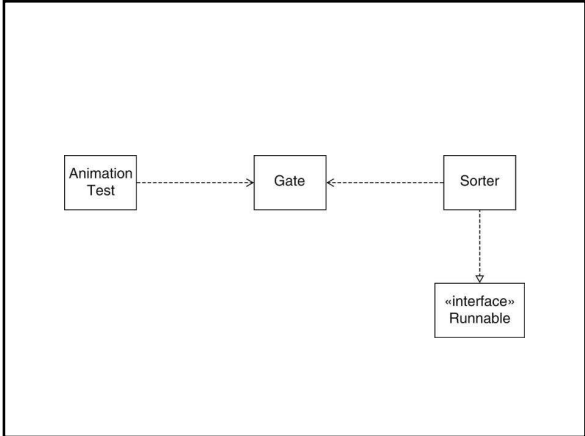 Animation
Test
Gate
Sorter
«interface»
Runnable